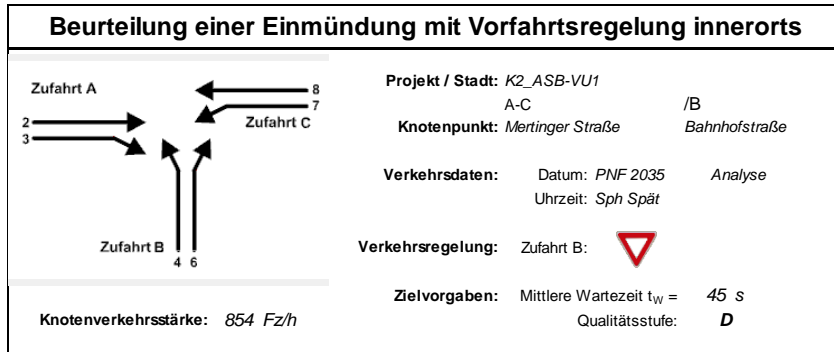 Beurteilung einer Einmündung mit Vorfahrtsregelung innerorts
Zufahrt A
8
7
Zufahrt C
2
3
Zufahrt B
4 6
Knotenverkehrsstärke: 854 Fz/h
Projekt / Stadt: K2_ASB-VU1
A-C /B
Knotenpunkt: Mertinger Straße Bahnhofstraße
Verkehrsdaten: Datum: PNF 2035 Analyse
Uhrzeit: Sph Spät
Verkehrsregelung: Zufahrt B:
Zielvorgaben: Mittlere Wartezeit tW = 45 s
Qualitätsstufe: D